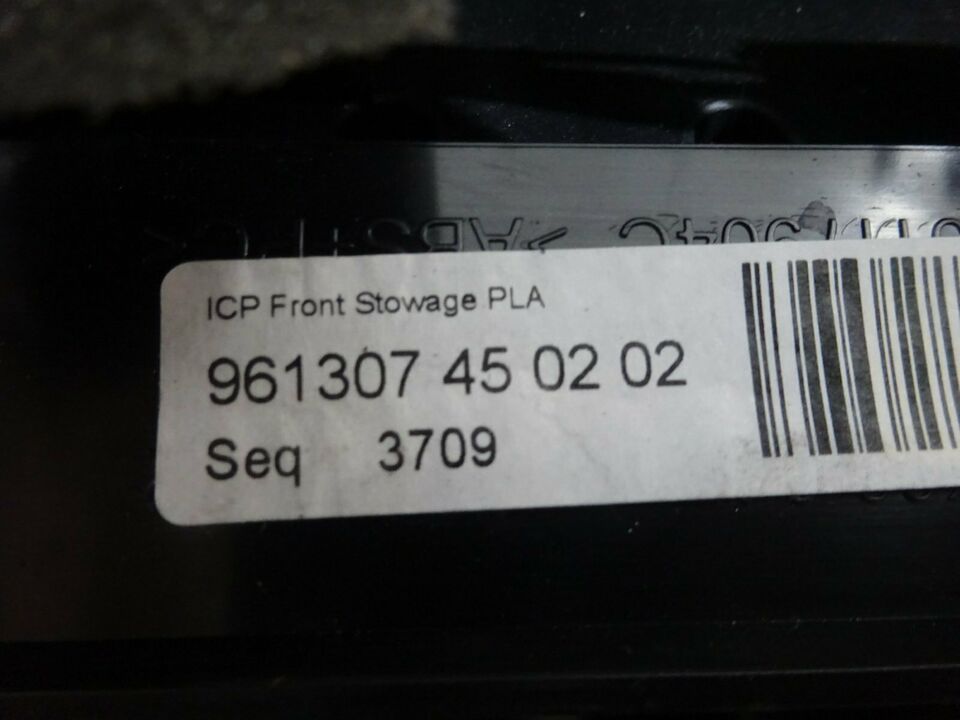 ICP Front Stowage PLA
961307 45 02 02
Seq 3709